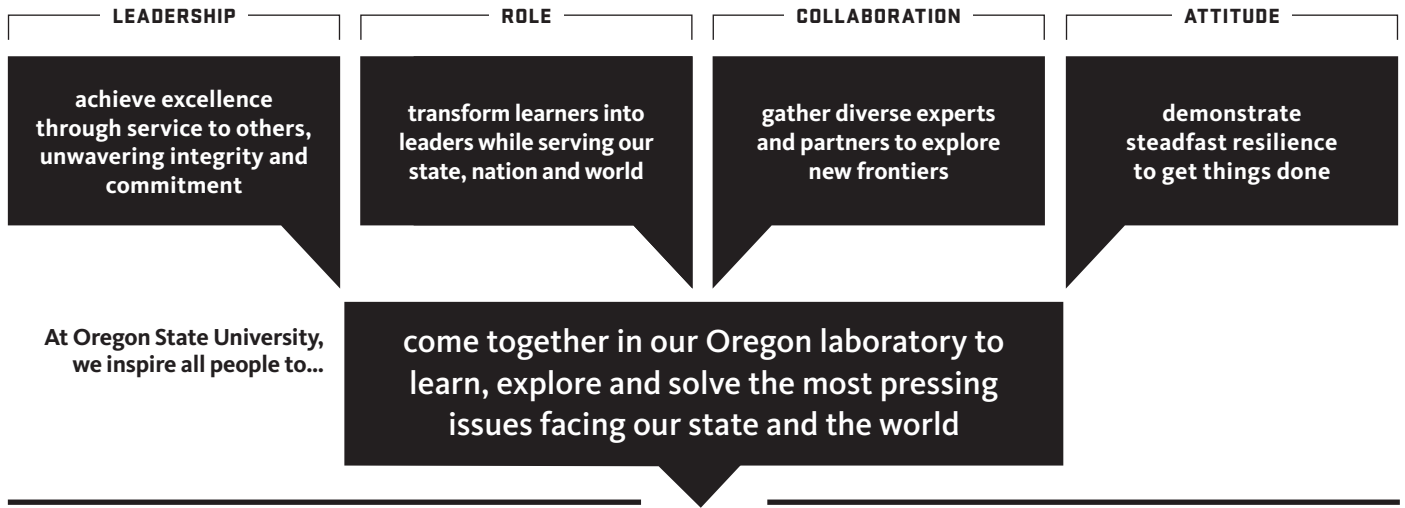 LEADERSHIP
achieve excellence
through service to others,
unwavering integrity and
commitment
ROLE
transform learners into
leaders while serving our
state, nation and world
COLLABORATION
gather diverse experts
and partners to explore
new frontiers
ATTITUDE
demonstrate
steadfast resilience
to get things done
At Oregon State University,
we inspire all people to...
come together in our Oregon laboratory to
learn, explore and solve the most pressing
issues facing our state and the world